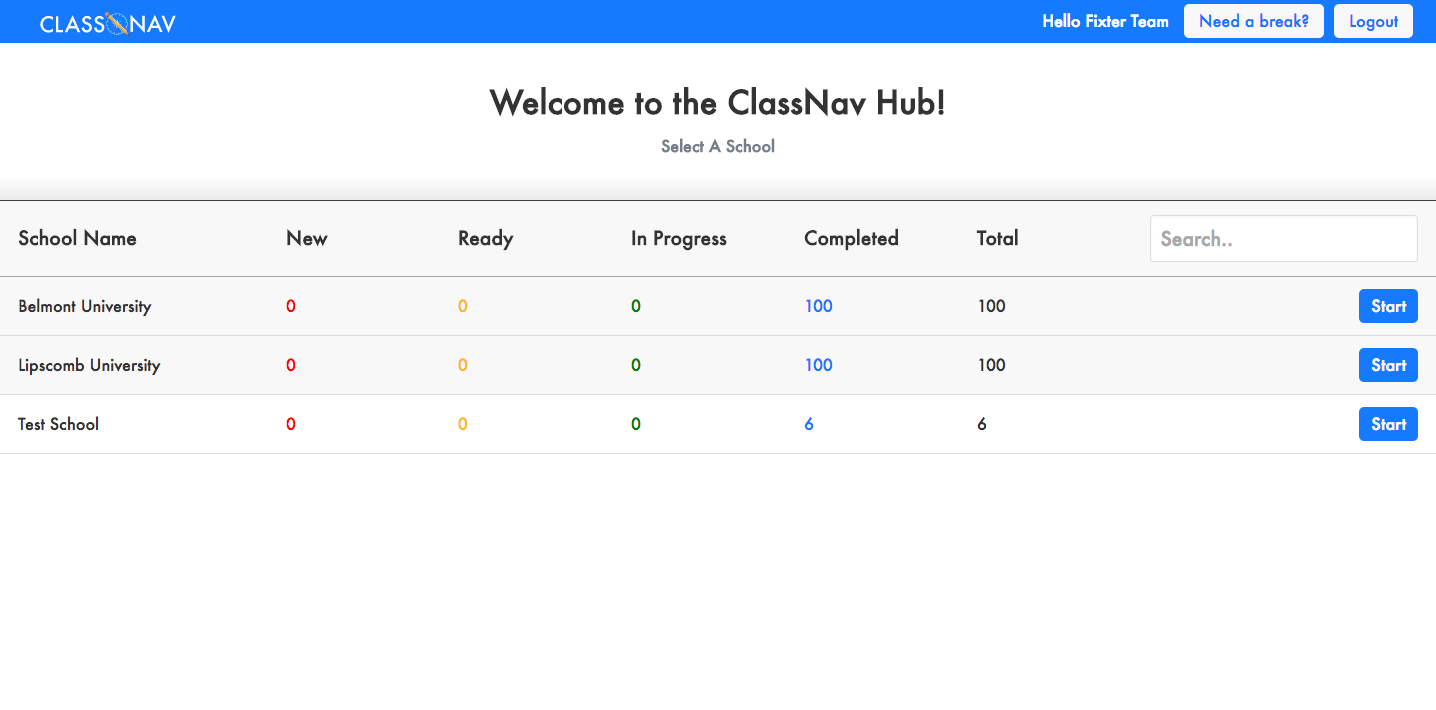 CLASS NAV Hello Fixter Team Need a break? Logout
Welcome to the ClassNav Hub!
Select A School
School Name New Ready In Progress Completed Total Search..
Belmont University 0 0 0 100 100 Start
Lipscomb University 0 0 0 100 100 Start
Test School 0 0 0 6 6 Start